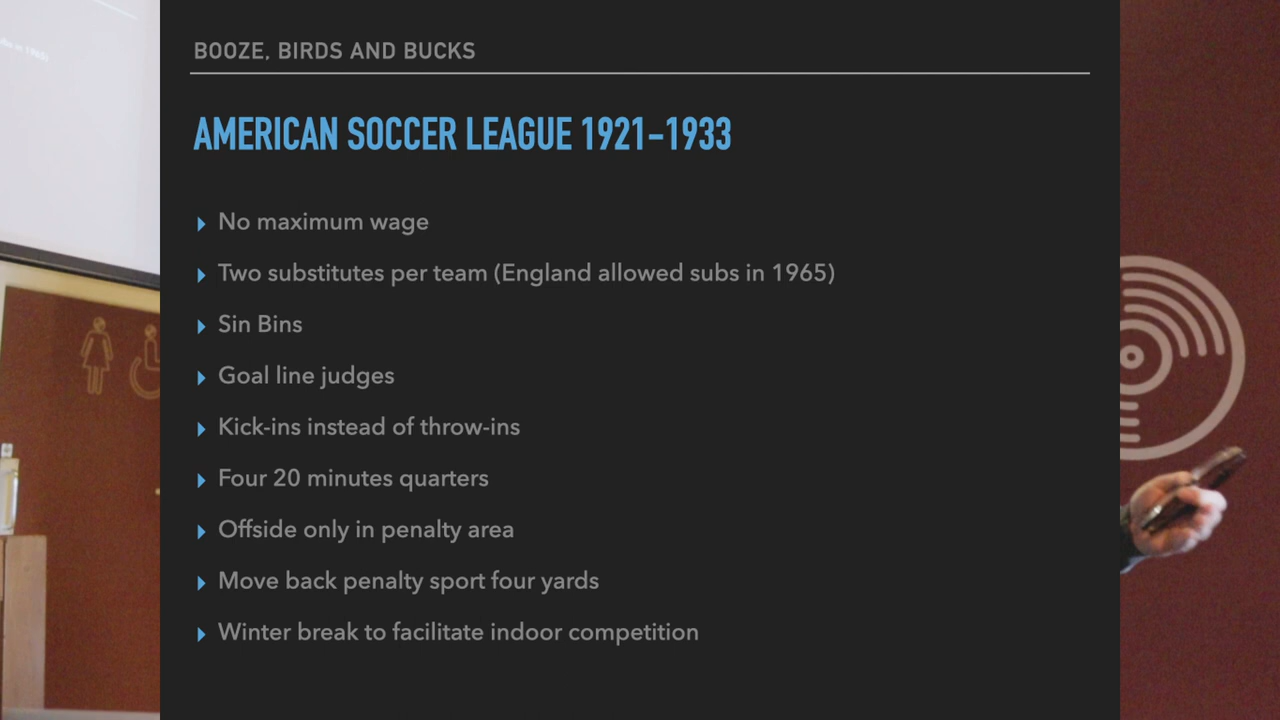 BOOZE, BIRDS AND BUCKS
AMERICAN SOCCER LEAGUE 1921-1933
No maximum wage
Two substitutes per team (England allowed subs in 1965)
Sin Bins
Goal line judges
Kick-ins instead of throw-ins
Four 20 minutes quarters
Offside only in penalty area
Move back penalty sport four yards
Winter break to facilitate indoor competition